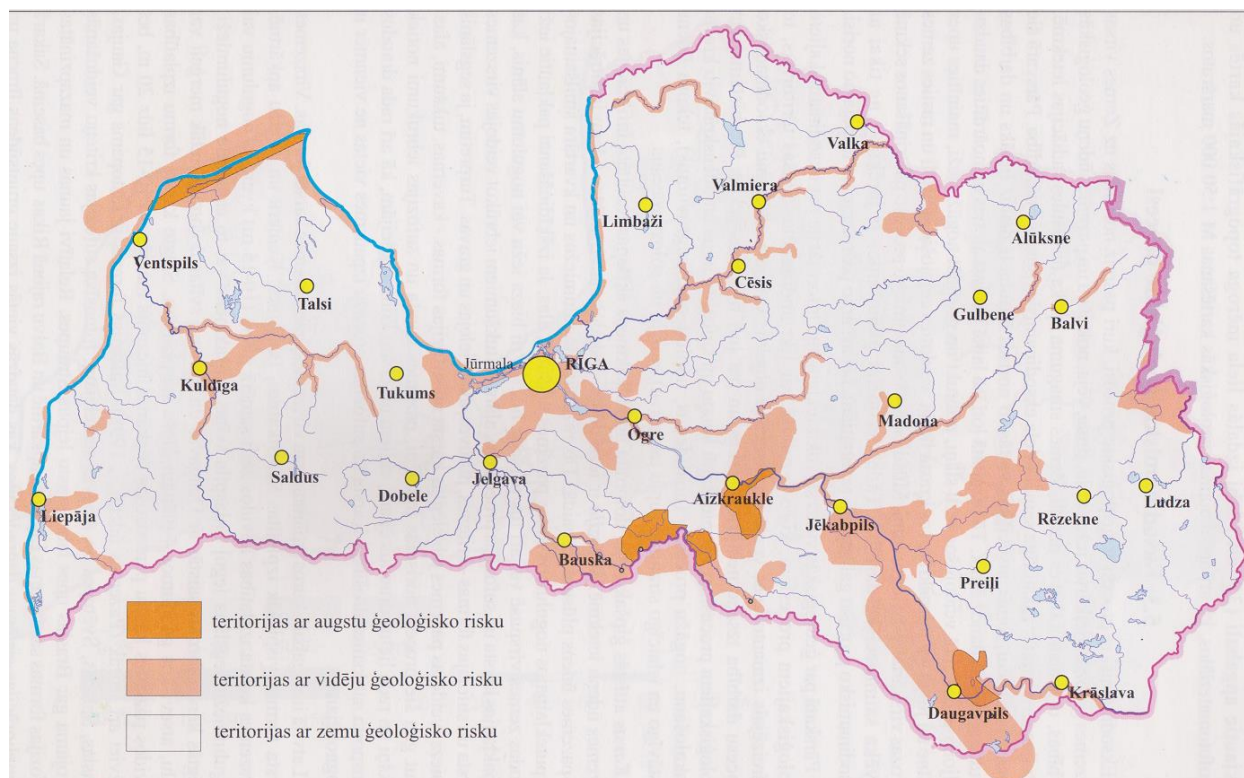 Valka
Valmiera
Limbaži
Alūksne
Ventspils
Cēsis
Talsi
Gulbene
Balvi
Jūrmala
RĪGA
Kuldīga
Tukums
Madona
Ogre
Saldus
Dobele
Jelgava
Aizkraukle
Liepāja
Jēkabpils
Rēzekne
Ludza
Bauska
Preiļi
Krāslava
Daugavpils
teritorijas ar augstu ģeoloģisko risku
teritorijas ar vidēju ģeoloģisko risku
teritorijas ar zemu ģeoloģisko risku